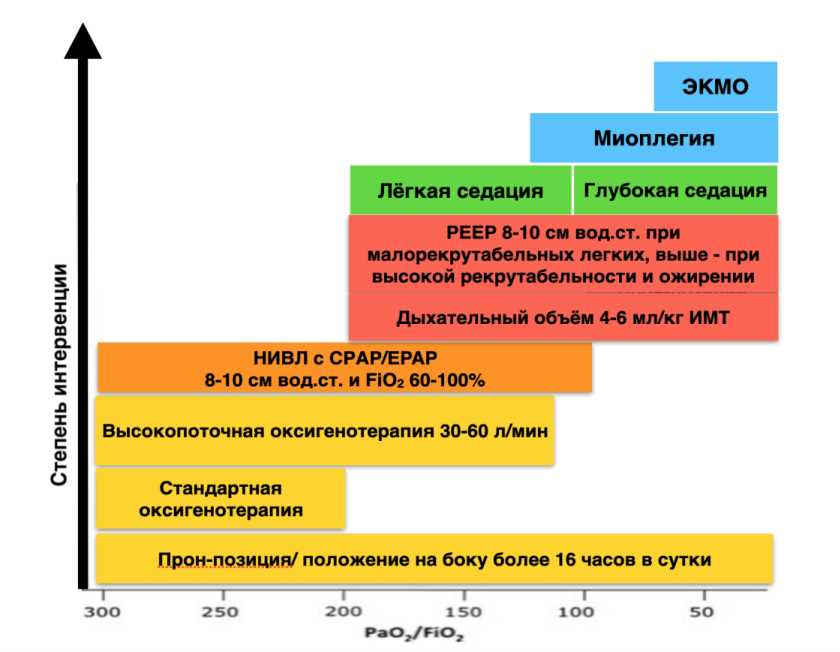 ЭКМО
Миоплегия
Лёгкая седация
Глубокая седация
PEEP 8-10 см вод.ст. при
малорекрутабельных легких, выше - при
высокой рекрутабельности и ожирении
Дыхательный объём 4-6 мл/кг ИМТ
НИВЛ с CPAP/EPAP
8-10 см вод.ст. и FiO₂ 60-100%
Высокопоточная оксигенотерапия 30-60 л/мин
Стандартная
оксигенотерапия
Прон-позиция/ положение на боку более 16 часов в сутки
Степень интервенции
300 250 200 150 100 50
PaO₂/FiO₂